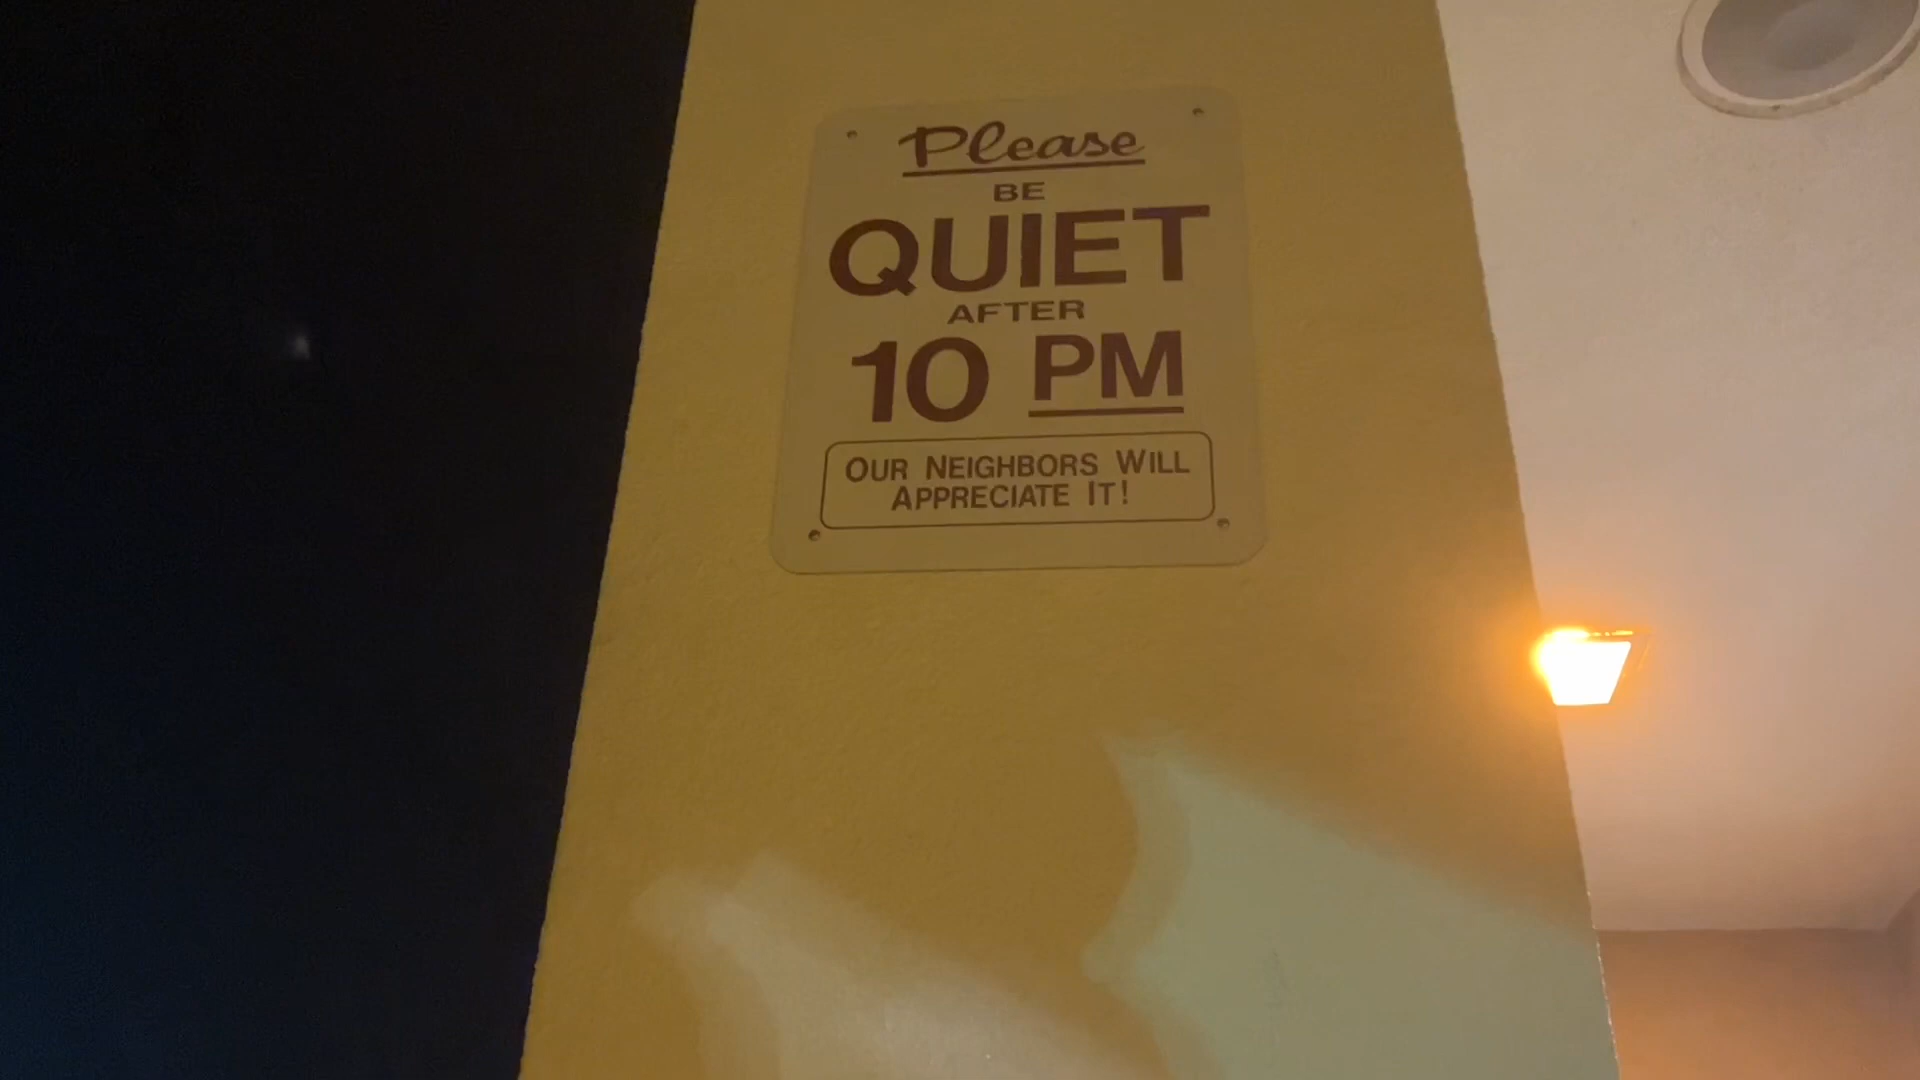 Please
BE
QUIET
AFTER
10 PM
OUR NEIGHBORS WILL
APPRECIATE IT!